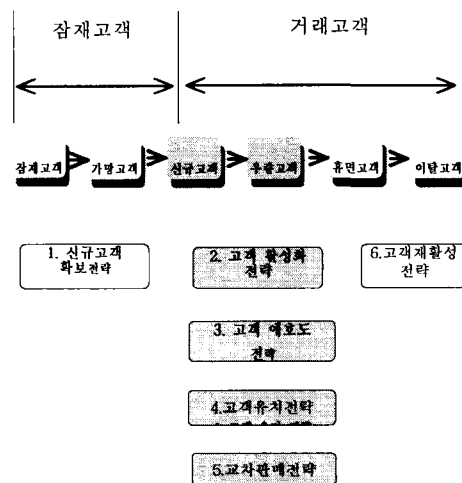 잠재고객
거래고객
잠재고객
가망고객
신규고객
우량고객
휴면고객
이탈고객
1. 신규고객
확보전략
2. 고객 활성화
전략
6.고객재활성
전략
3. 고객 애호도
전략
4.고객유치전략
5.교차판매전략